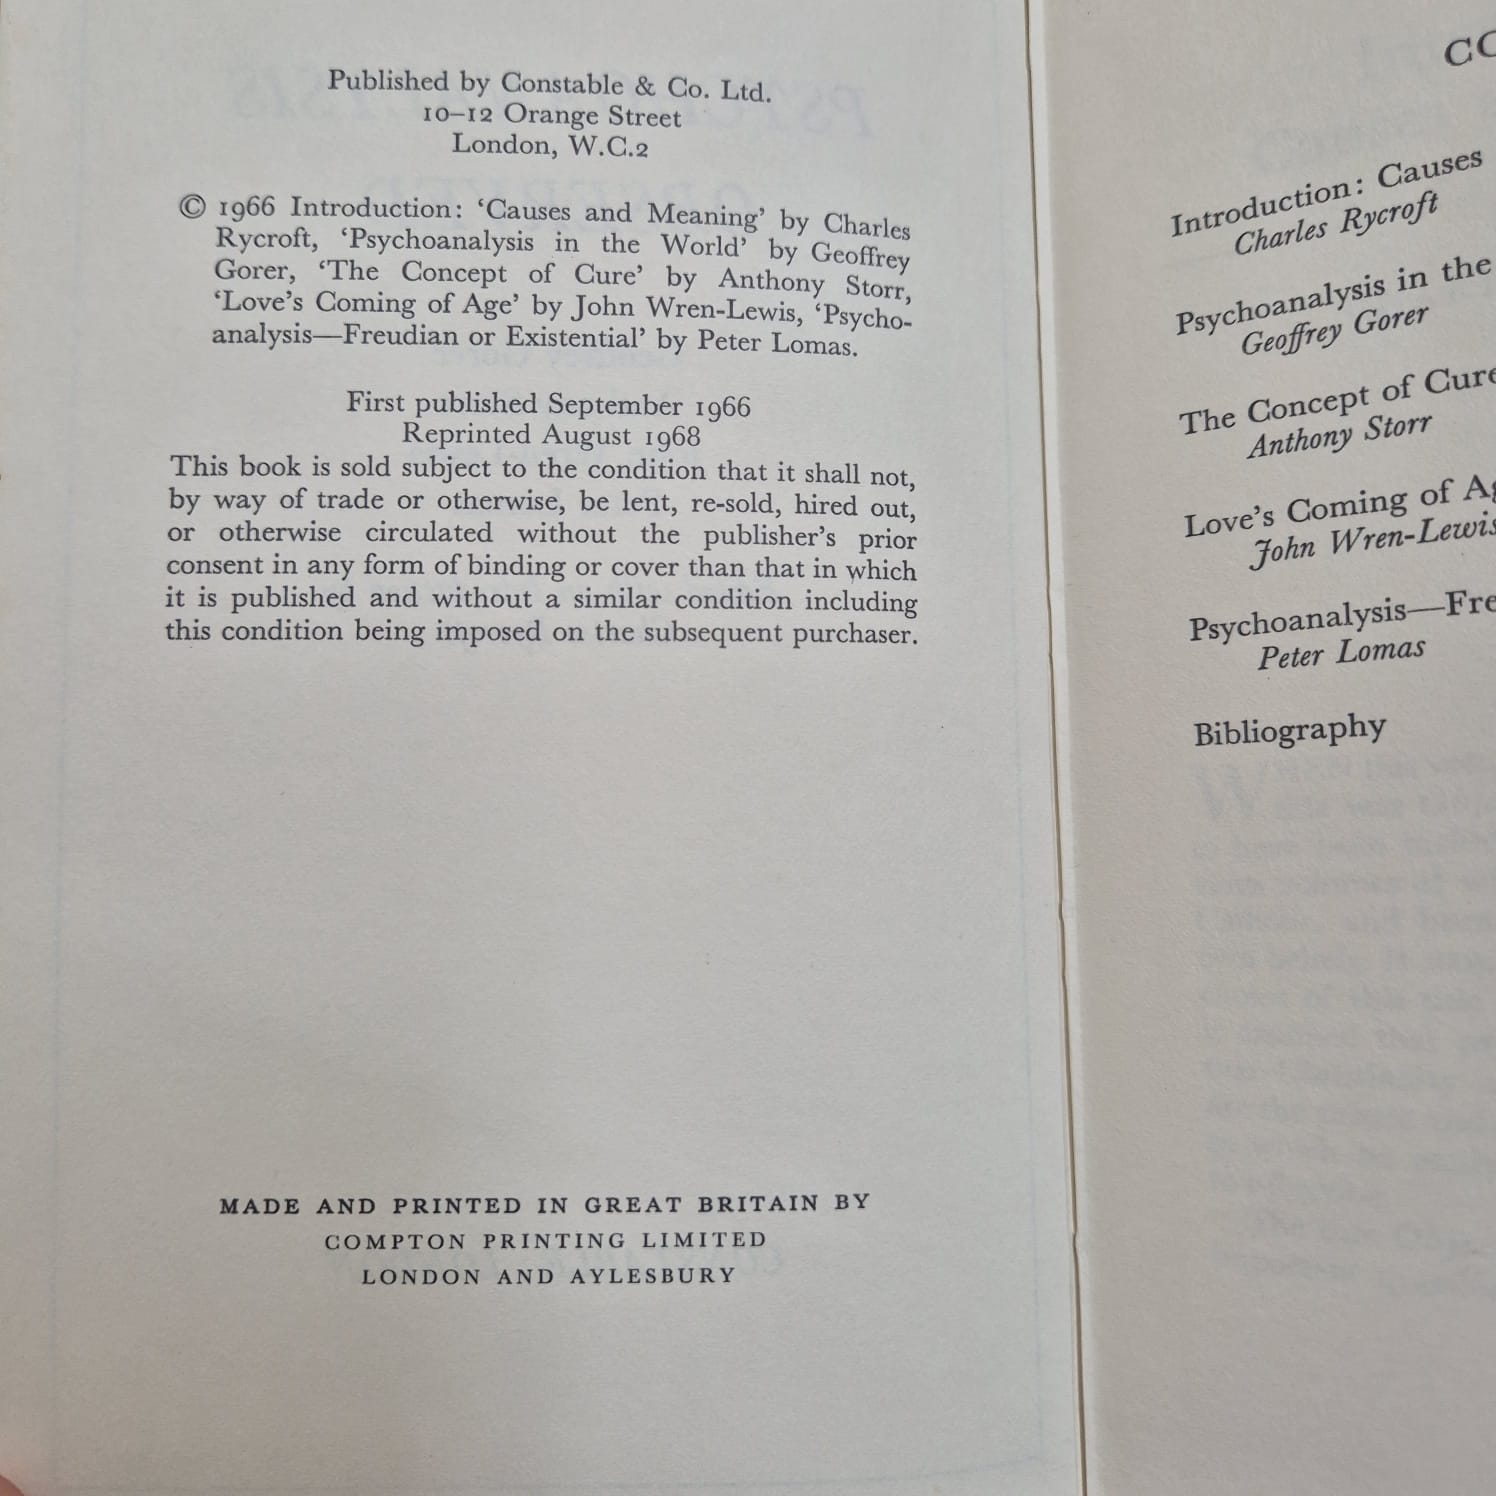 Published by Constable & Co. Ltd.
10–12 Orange Street
London, W.C.2
© 1966 Introduction: ‘Causes and Meaning’ by Charles
Rycroft, ‘Psychoanalysis in the World’ by Geoffrey
Gorer, ‘The Concept of Cure’ by Anthony Storr,
‘Love’s Coming of Age’ by John Wren-Lewis, ‘Psycho-
analysis—Freudian or Existential’ by Peter Lomas.
First published September 1966
Reprinted August 1968
This book is sold subject to the condition that it shall not,
by way of trade or otherwise, be lent, re-sold, hired out,
or otherwise circulated without the publisher’s prior
consent in any form of binding or cover than that in which
it is published and without a similar condition including
this condition being imposed on the subsequent purchaser.
MADE AND PRINTED IN GREAT BRITAIN BY
COMPTON PRINTING LIMITED
LONDON AND AYLESBURY
Introduction: Causes
Charles Rycroft
Psychoanalysis in the
Geoffrey Gorer
The Concept of Cure
Anthony Storr
Love’s Coming of
John Wren-Lewis
Psychoanalysis—Fre
Peter Lomas
Bibliography